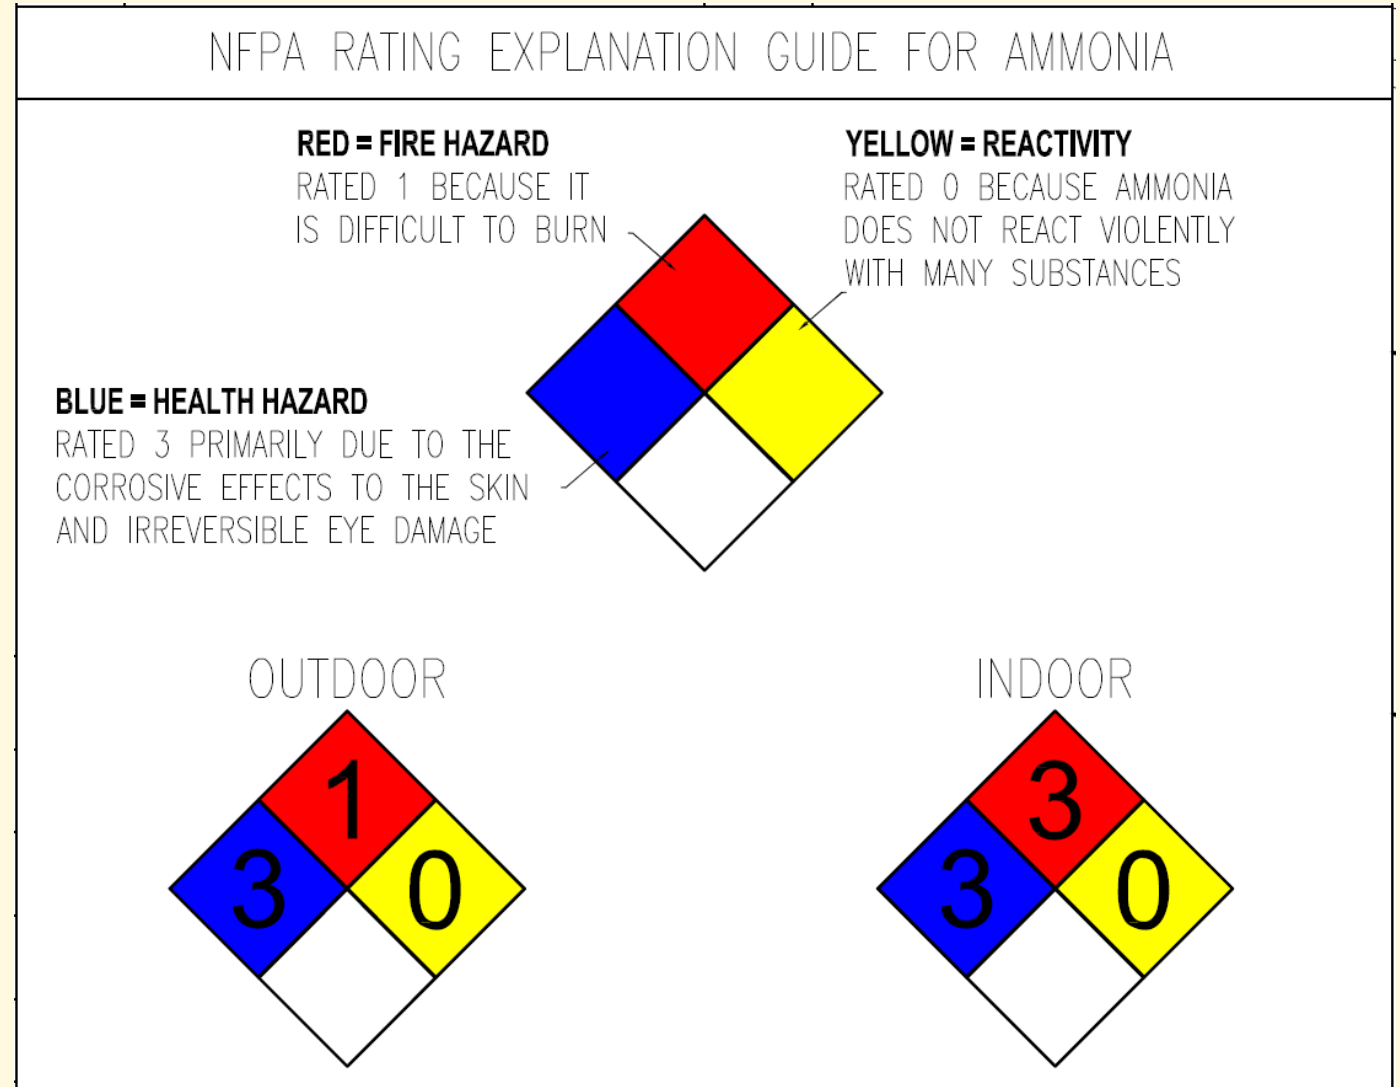 NFPA RATING EXPLANATION GUIDE FOR AMMONIA
RED = FIRE HAZARD
RATED 1 BECAUSE IT
IS DIFFICULT TO BURN
YELLOW = REACTIVITY
RATED 0 BECAUSE AMMONIA
DOES NOT REACT VIOLENTLY
WITH MANY SUBSTANCES
BLUE = HEALTH HAZARD
RATED 3 PRIMARILY DUE TO THE
CORROSIVE EFFECTS TO THE SKIN
AND IRREVERSIBLE EYE DAMAGE
OUTDOOR
1
3 0
INDOOR
3
3 0